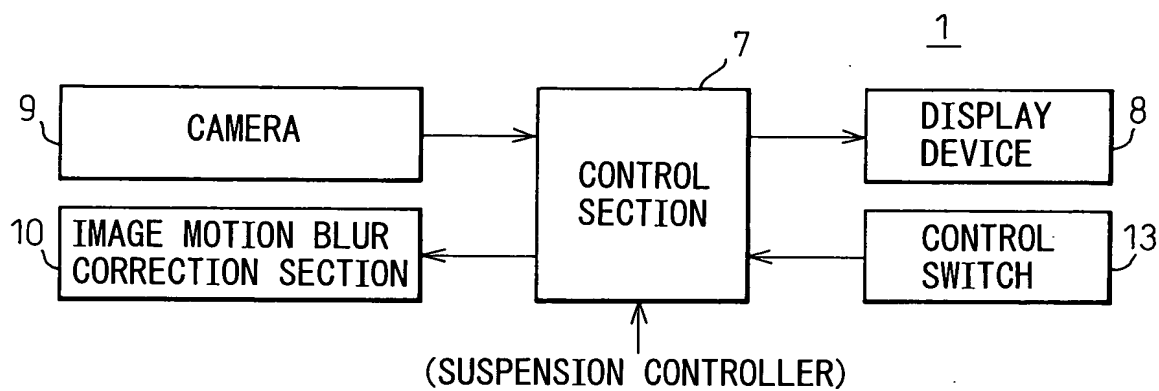 1
7
9
CAMERA
CONTROL
SECTION
DISPLAY
DEVICE
8
10
IMAGE MOTION BLUR
CORRECTION SECTION
CONTROL
SWITCH
13
(SUSPENSION CONTROLLER)